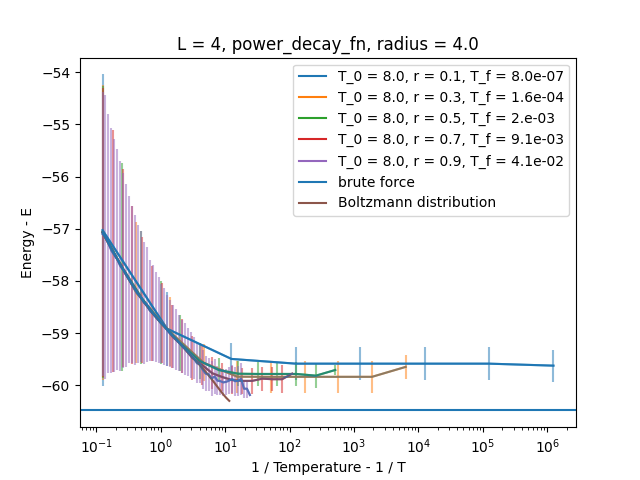 L = 4, power_decay_fn, radius = 4.0
T_0 = 8.0, r = 0.1, T_f = 8.0e-07
T_0 = 8.0, r = 0.3, T_f = 1.6e-04
T_0 = 8.0, r = 0.5, T_f = 2.e-03
T_0 = 8.0, r = 0.7, T_f = 9.1e-03
T_0 = 8.0, r = 0.9, T_f = 4.1e-02
brute force
Boltzmann distribution
Energy - E
−54
−55
−56
−57
−58
−59
−60
10⁻¹ 10⁰ 10¹ 10² 10³ 10⁴ 10⁵ 10⁶
1 / Temperature - 1 / T